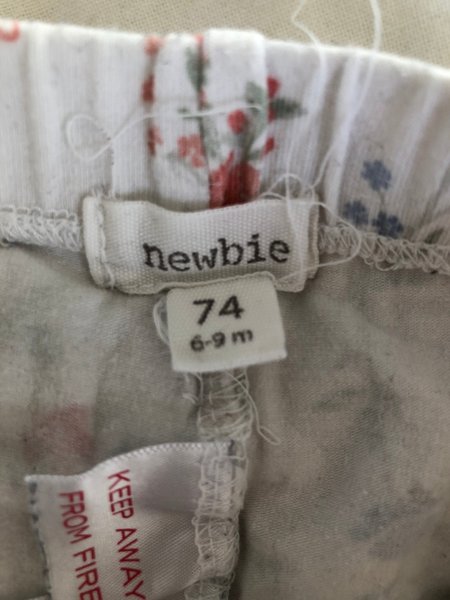 newbie
74
6-9 m
KEEP AWAY
FROM FIRE